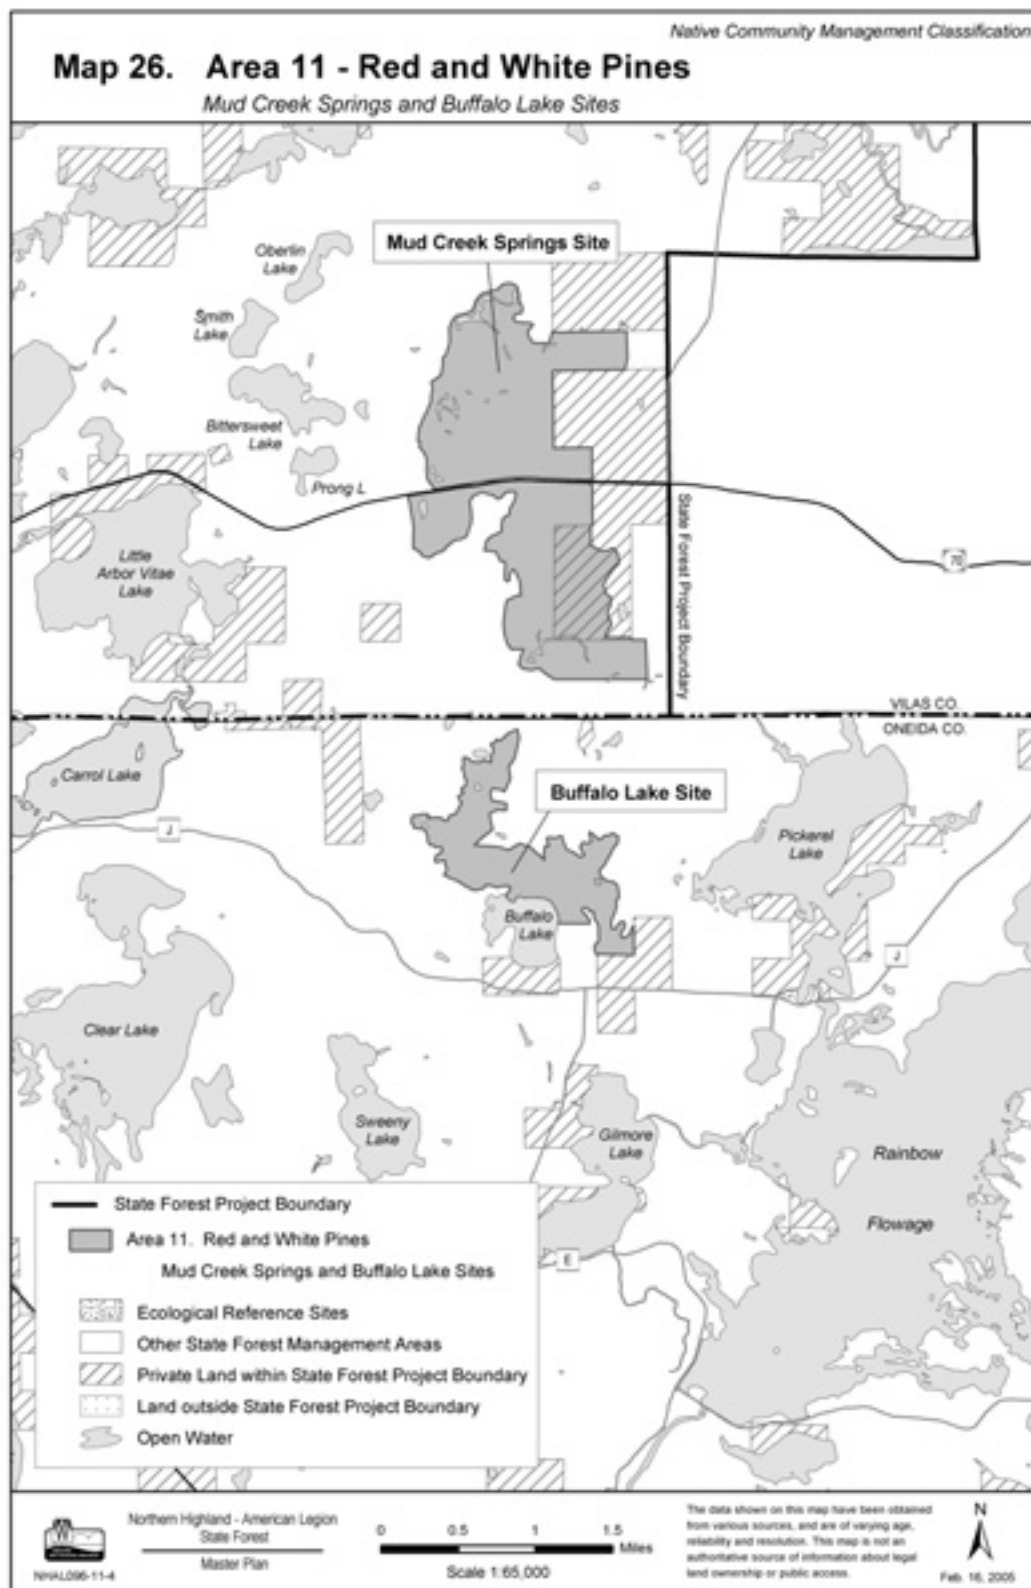 Native Community Management Classification
Map 26. Area 11 - Red and White Pines
Mud Creek Springs and Buffalo Lake Sites
Mud Creek Springs Site
Oberlin
Lake
Smith
Lake
Bittersweet
Lake
Prong L
Little
Arbor Vitae
Lake
70
State Forest Project Boundary
VILAS CO.
ONEIDA CO.
Carrol Lake
J
Buffalo Lake Site
Pickerel
Lake
Buffalo
Lake
J
Clear Lake
Sweeny
Lake
Gilmore
Lake
Rainbow
Flowage
E
State Forest Project Boundary
Area 11. Red and White Pines
Mud Creek Springs and Buffalo Lake Sites
Ecological Reference Sites
Other State Forest Management Areas
Private Land within State Forest Project Boundary
Land outside State Forest Project Boundary
Open Water
NHAL096-11-4
Northern Highland - American Legion
State Forest
Master Plan
0 0.5 1 1.5
Miles
Scale 1:65,000
The data shown on this map have been obtained
from various sources, and are of varying age,
reliability and resolution. This map is not an
authoritative source of information about legal
land ownership or public access.
N
Feb. 16, 2005